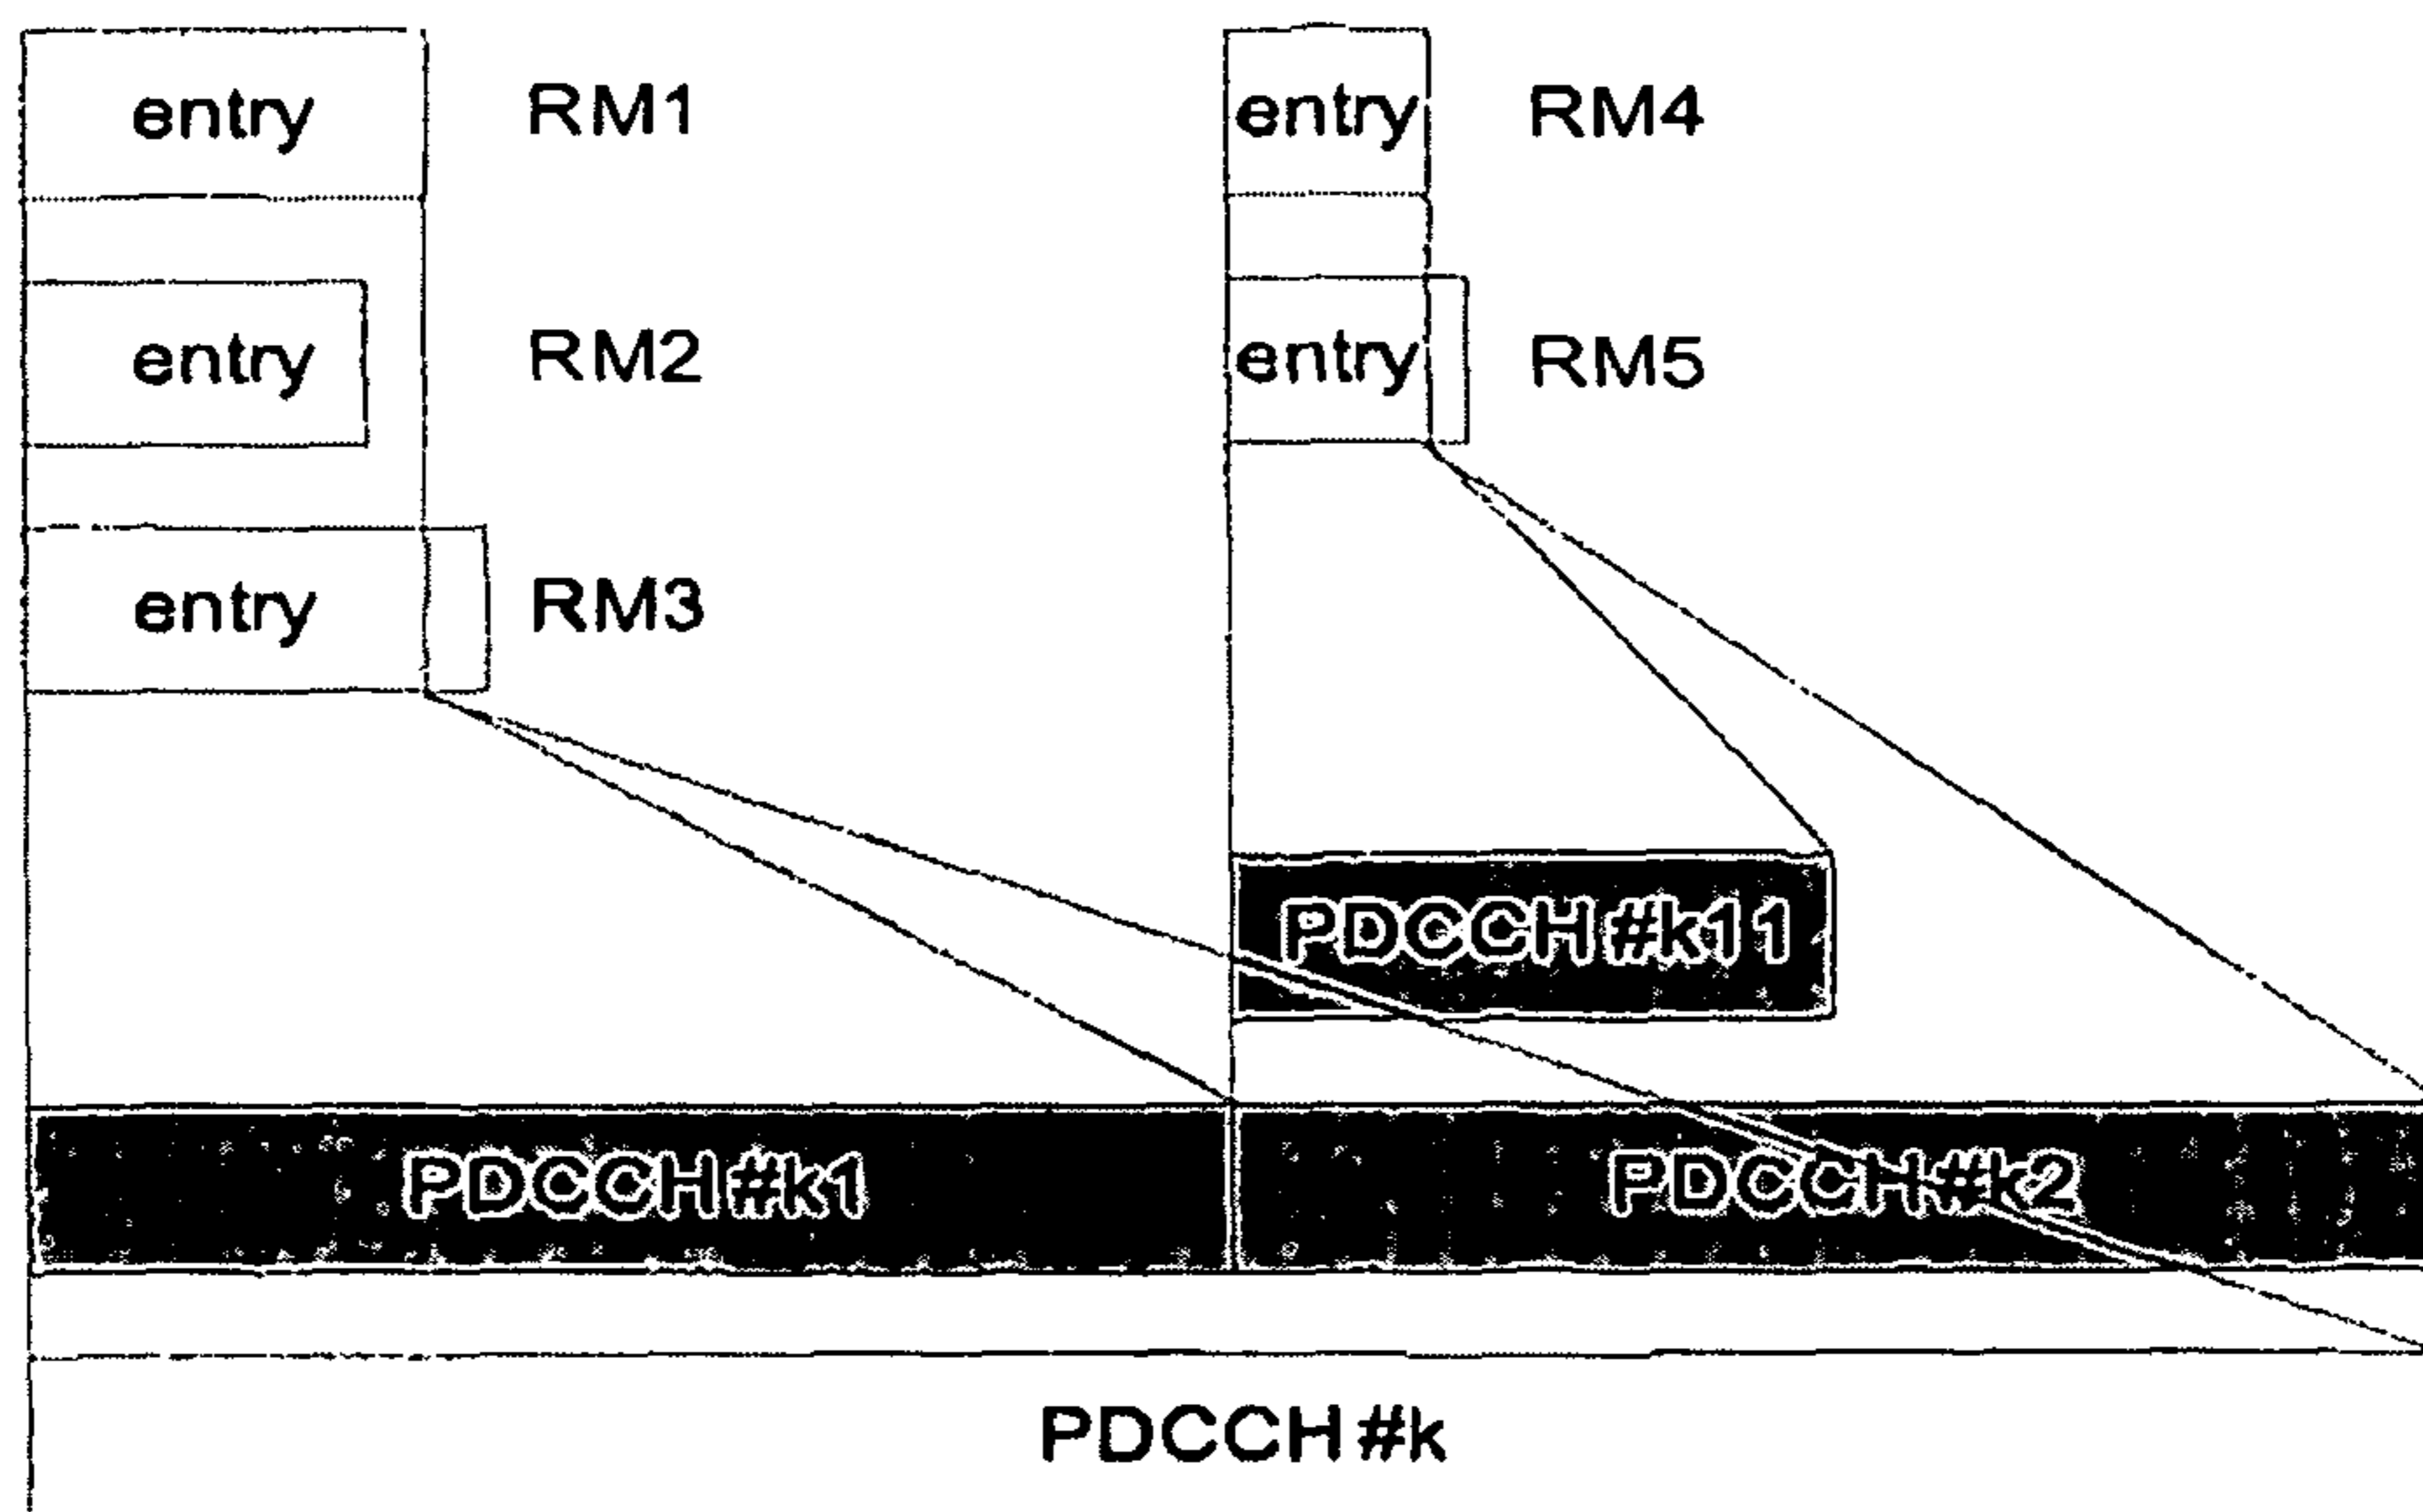 entry RM1 entry RM4
entry RM2 entry RM5
entry RM3
PDCCH#k11
PDCCH#k1 PDCCH#k2
PDCCH#k